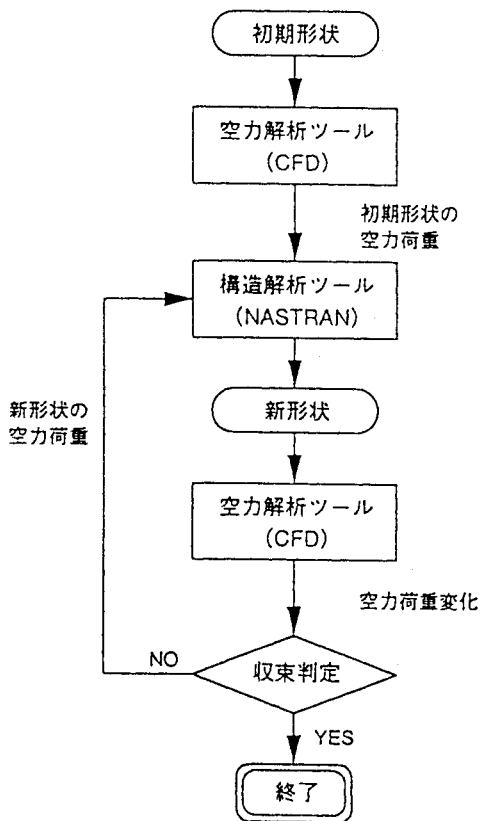 初期形状
空力解析ツール
(CFD)
初期形状の
空力荷重
構造解析ツール
(NASTRAN)
新形状の
空力荷重
新形状
空力解析ツール
(CFD)
空力荷重変化
NO
収束判定
YES
終了